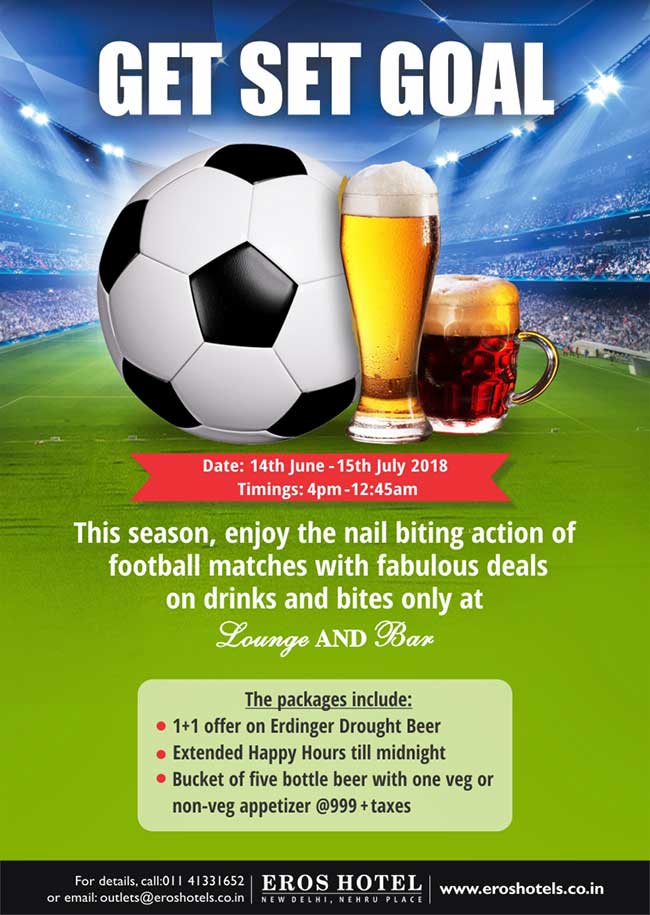 GET SET GOAL
Date: 14th June -15th July 2018
Timings: 4pm -12:45am
This season, enjoy the nail biting action of
football matches with fabulous deals
on drinks and bites only at
Lounge AND Bar
The packages include:
• 1+1 offer on Erdinger Drought Beer
• Extended Happy Hours till midnight
• Bucket of five bottle beer with one veg or
non-veg appetizer @999 + taxes
For details, call:011 41331652
or email: outlets@eroshotels.co.in
EROS HOTEL
NEW DELHI, NEHRU PLACE
www.eroshotels.co.in